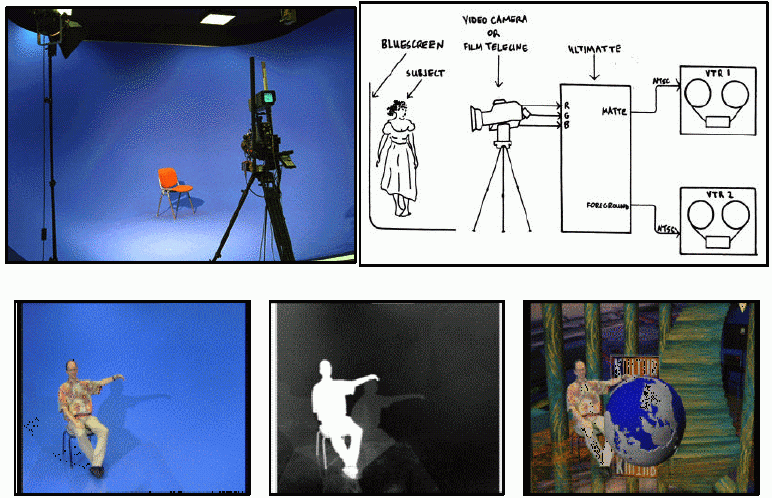 VIDEO CAMERA
OR
FILM TELECINE
BLUESCREEN
SUBJECT
ULTIMATTE
R
G
B
MATTE
NTSC
VTR 1
FOREGROUND
NTSC
VTR 2